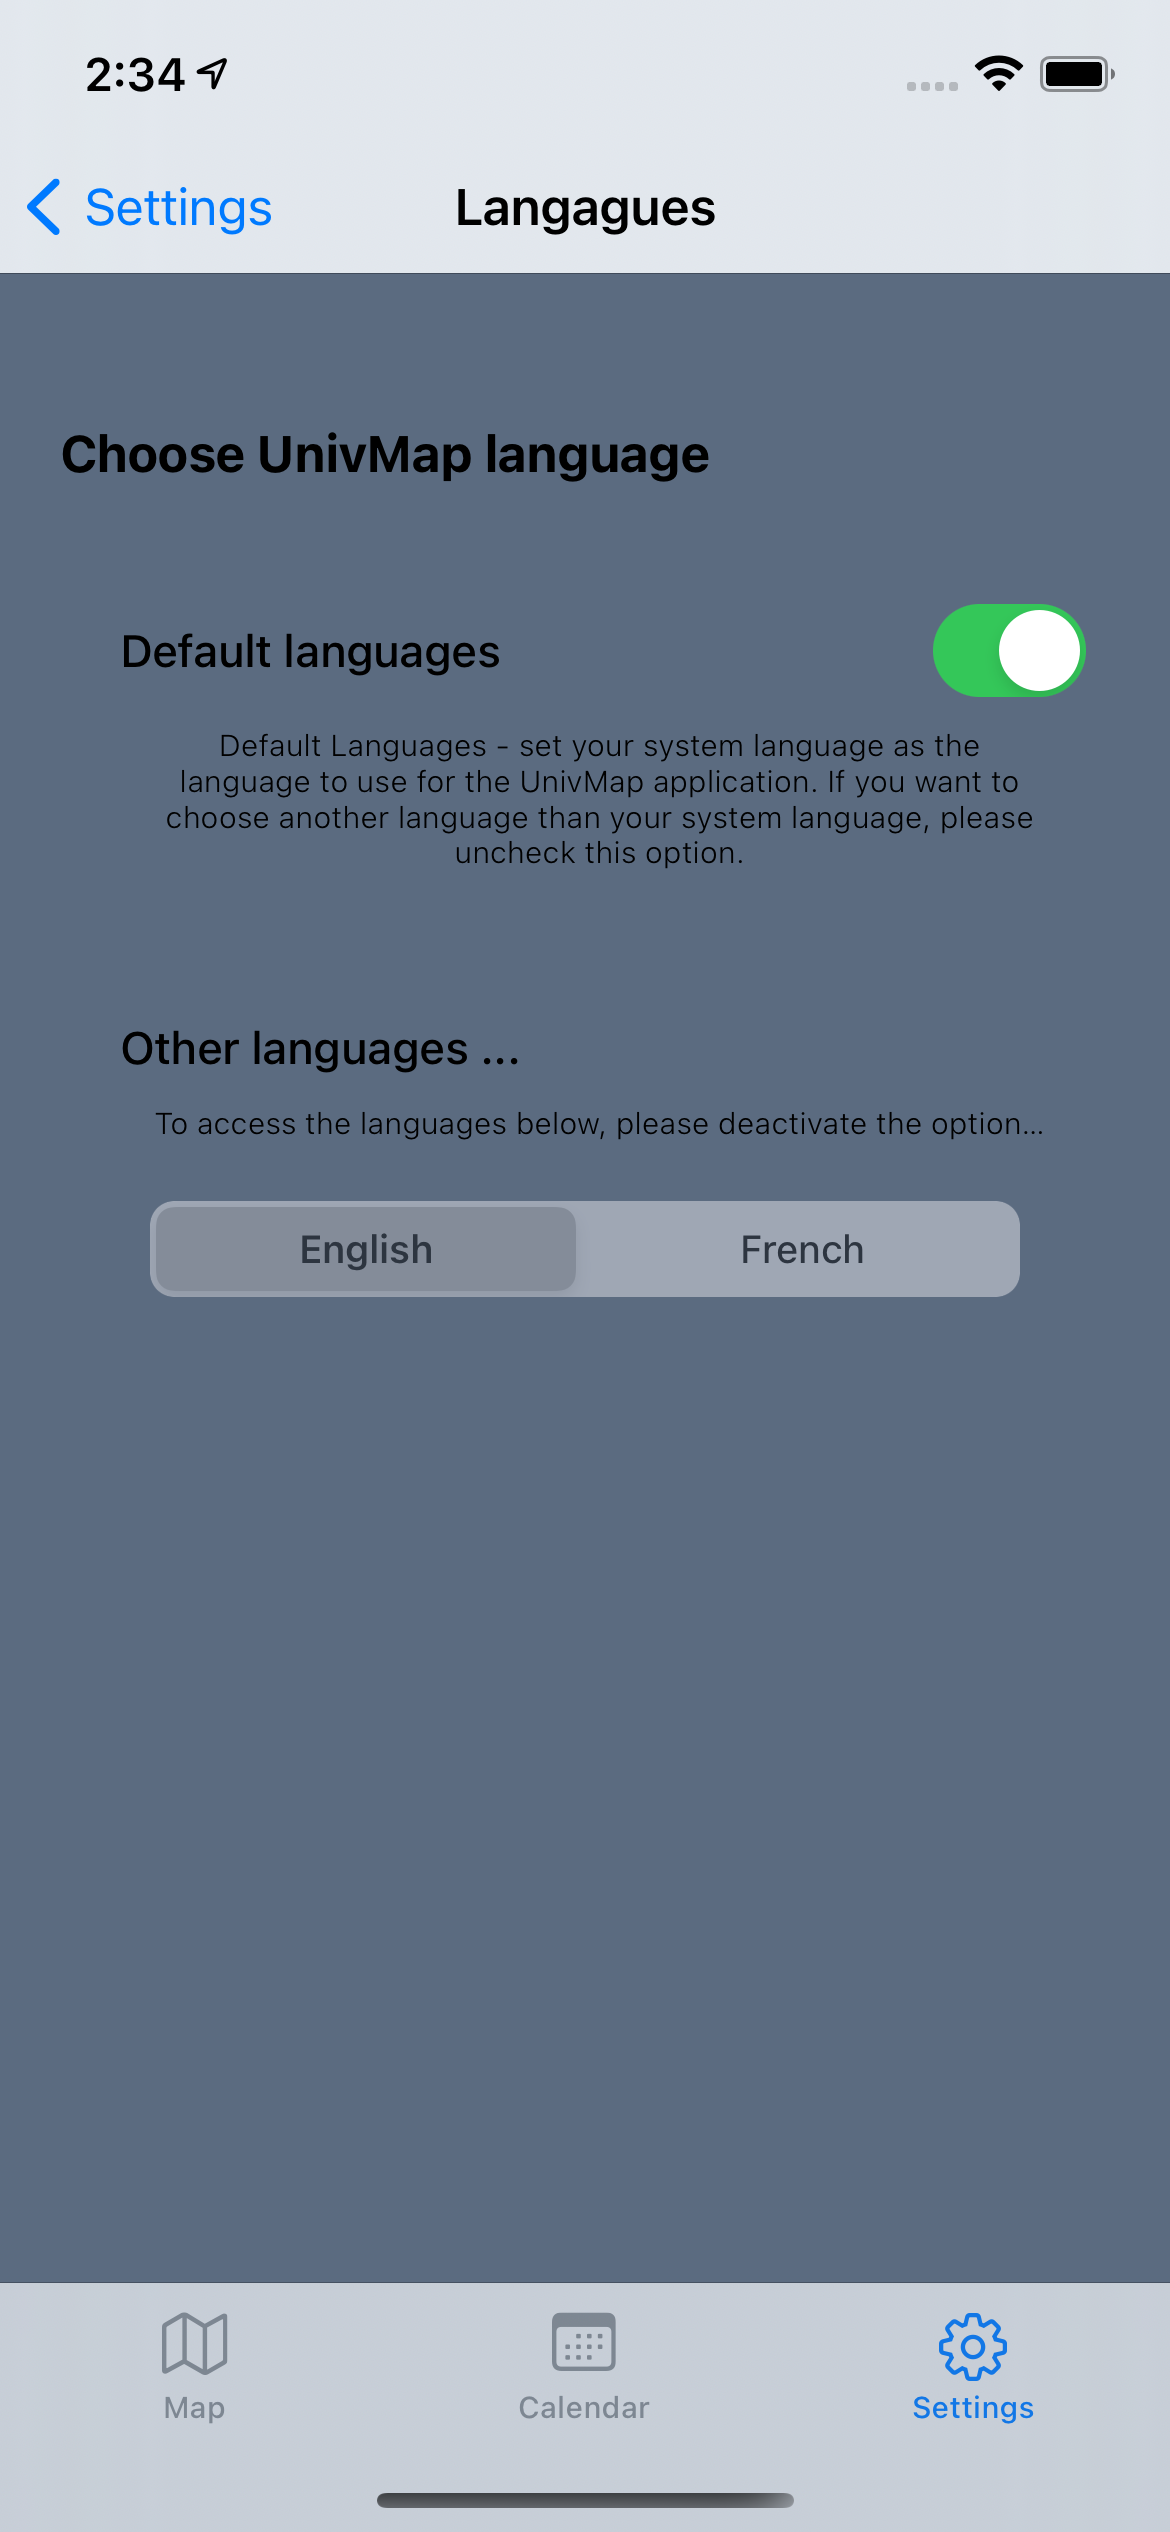 2:34
Settings
Langagues
Choose UnivMap language
Default languages
Default Languages - set your system language as the
language to use for the UnivMap application. If you want to
choose another language than your system language, please
uncheck this option.
Other languages ...
To access the languages below, please deactivate the option...
English
French
Map
Calendar
Settings